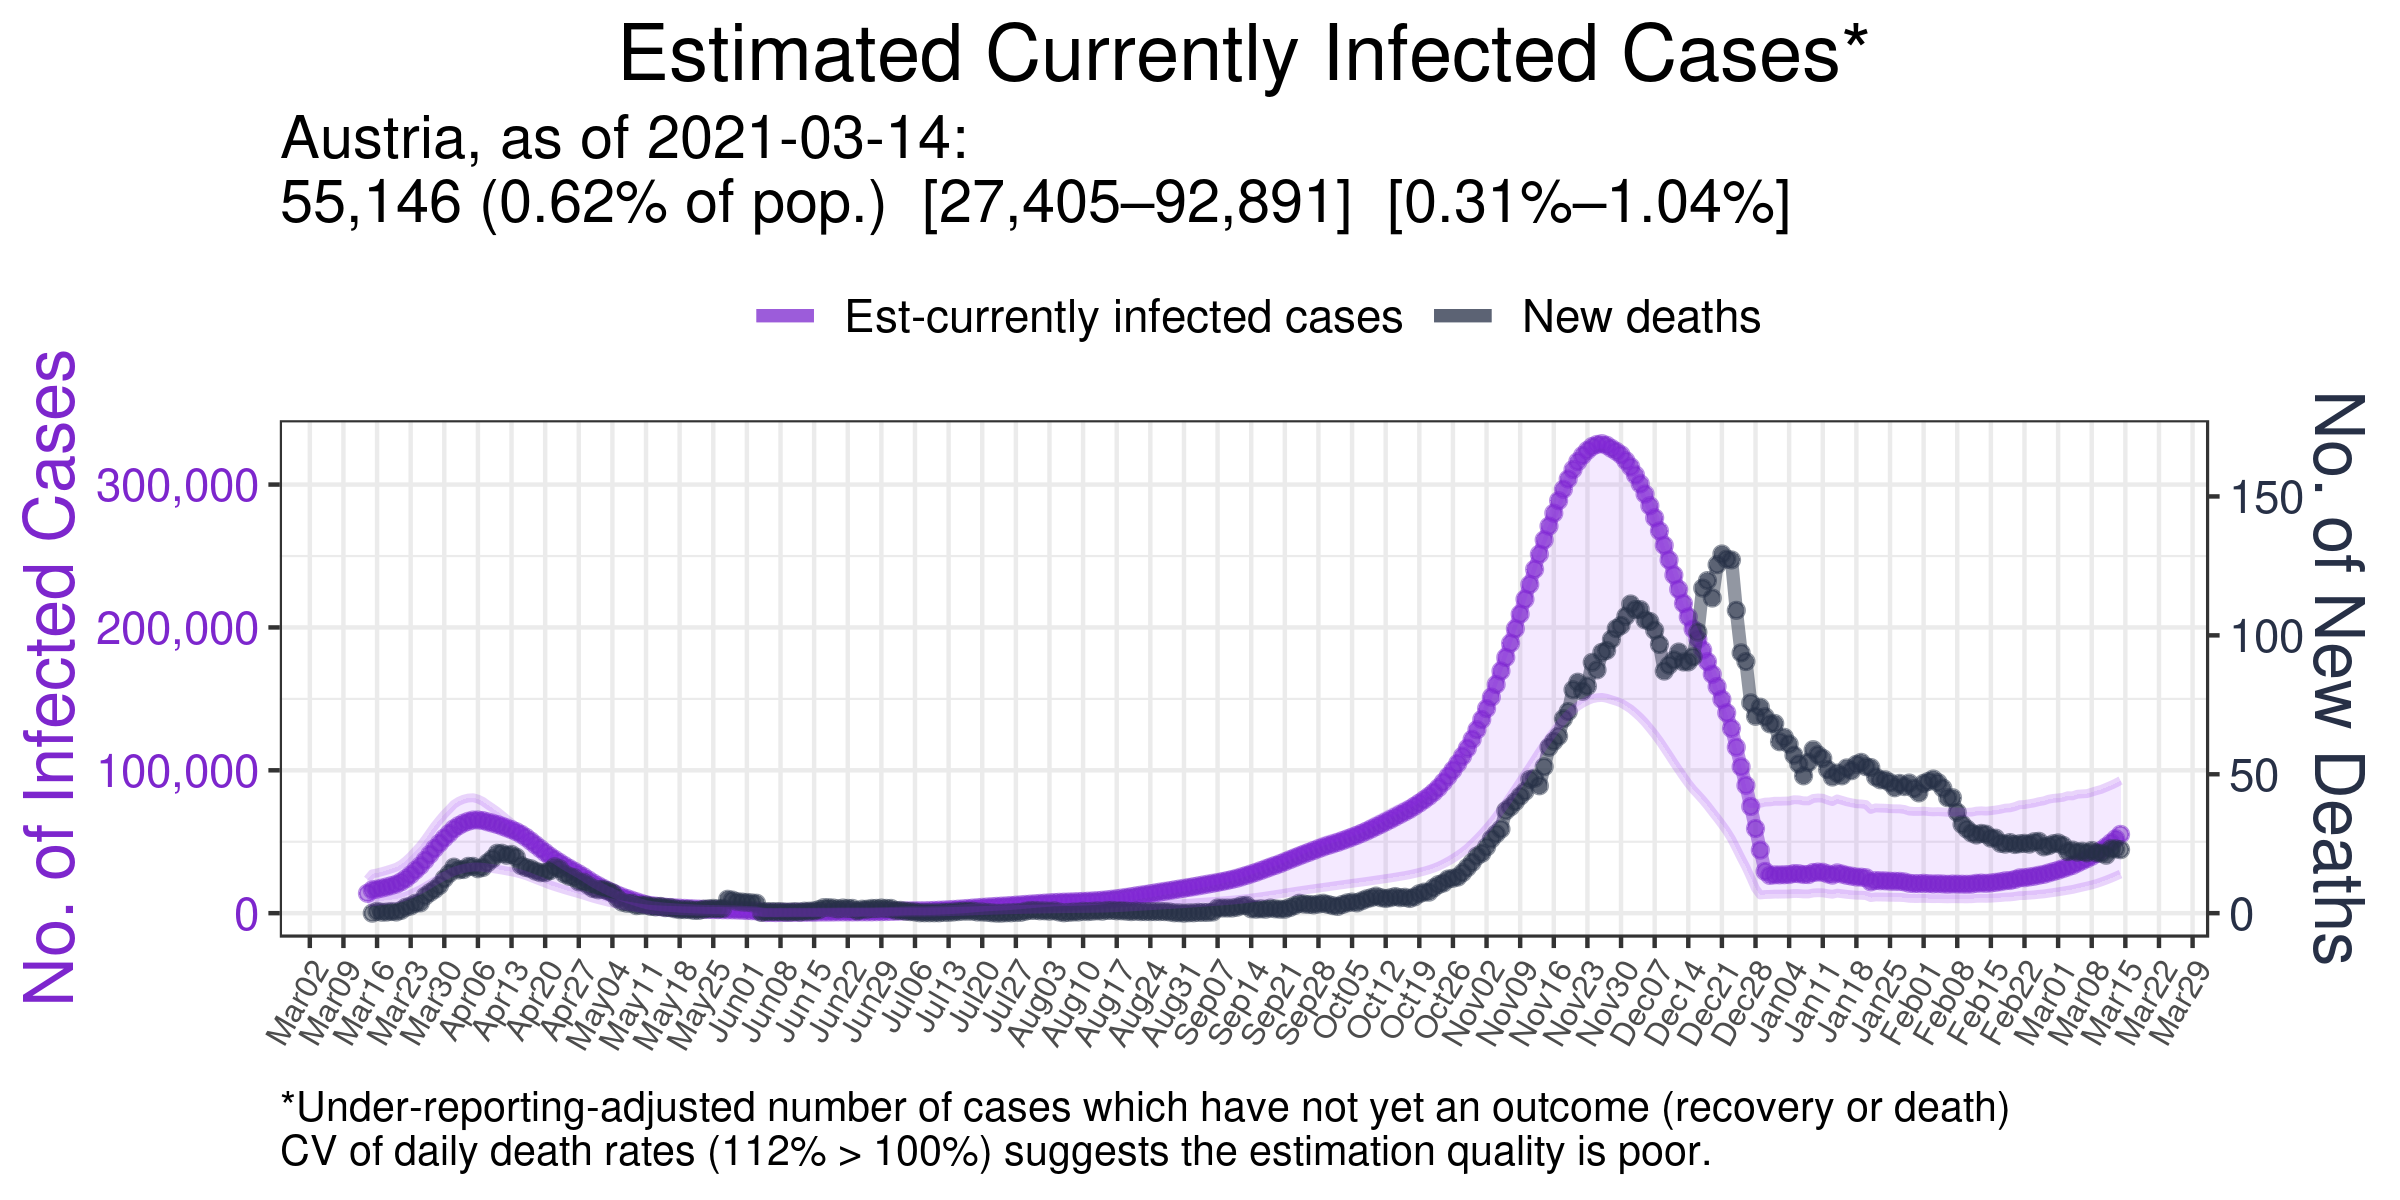 Estimated Currently Infected Cases*
Austria, as of 2021-03-14:
55,146 (0.62% of pop.) [27,405–92,891] [0.31%–1.04%]
Est-currently infected cases
New deaths
No. of Infected Cases
300,000
200,000
100,000
0
No. of New Deaths
150
100
50
0
Mar02
Mar09
Mar16
Mar23
Mar30
Apr06
Apr13
Apr20
Apr27
May04
May11
May18
May25
Jun01
Jun08
Jun15
Jun22
Jun29
Jul06
Jul13
Jul20
Jul27
Aug03
Aug10
Aug17
Aug24
Aug31
Sep07
Sep14
Sep21
Sep28
Oct05
Oct12
Oct19
Oct26
Nov02
Nov09
Nov16
Nov23
Nov30
Dec07
Dec14
Dec21
Dec28
Jan04
Jan11
Jan18
Jan25
Feb01
Feb08
Feb15
Feb22
Mar01
Mar08
Mar15
Mar22
Mar29
*Under-reporting-adjusted number of cases which have not yet an outcome (recovery or death)
CV of daily death rates (112% > 100%) suggests the estimation quality is poor.